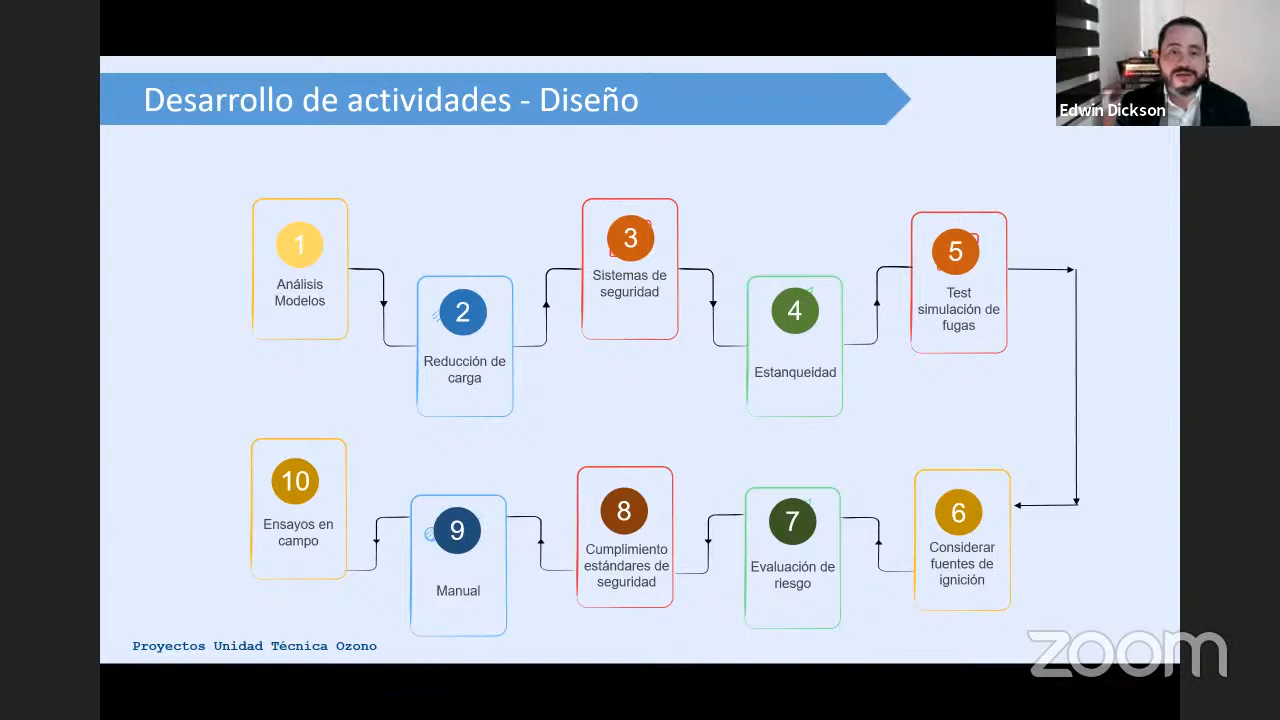 Desarrollo de actividades - Diseño
Edwin Dickson
1
Análisis
Modelos
2
Reducción de
carga
3
Sistemas de
seguridad
4
Estanqueidad
5
Test
simulación de
fugas
6
Considerar
fuentes de
ignición
7
Evaluación de
riesgo
8
Cumplimiento
estándares de
seguridad
9
Manual
10
Ensayos en
campo
Proyectos Unidad Técnica Ozono
zoom